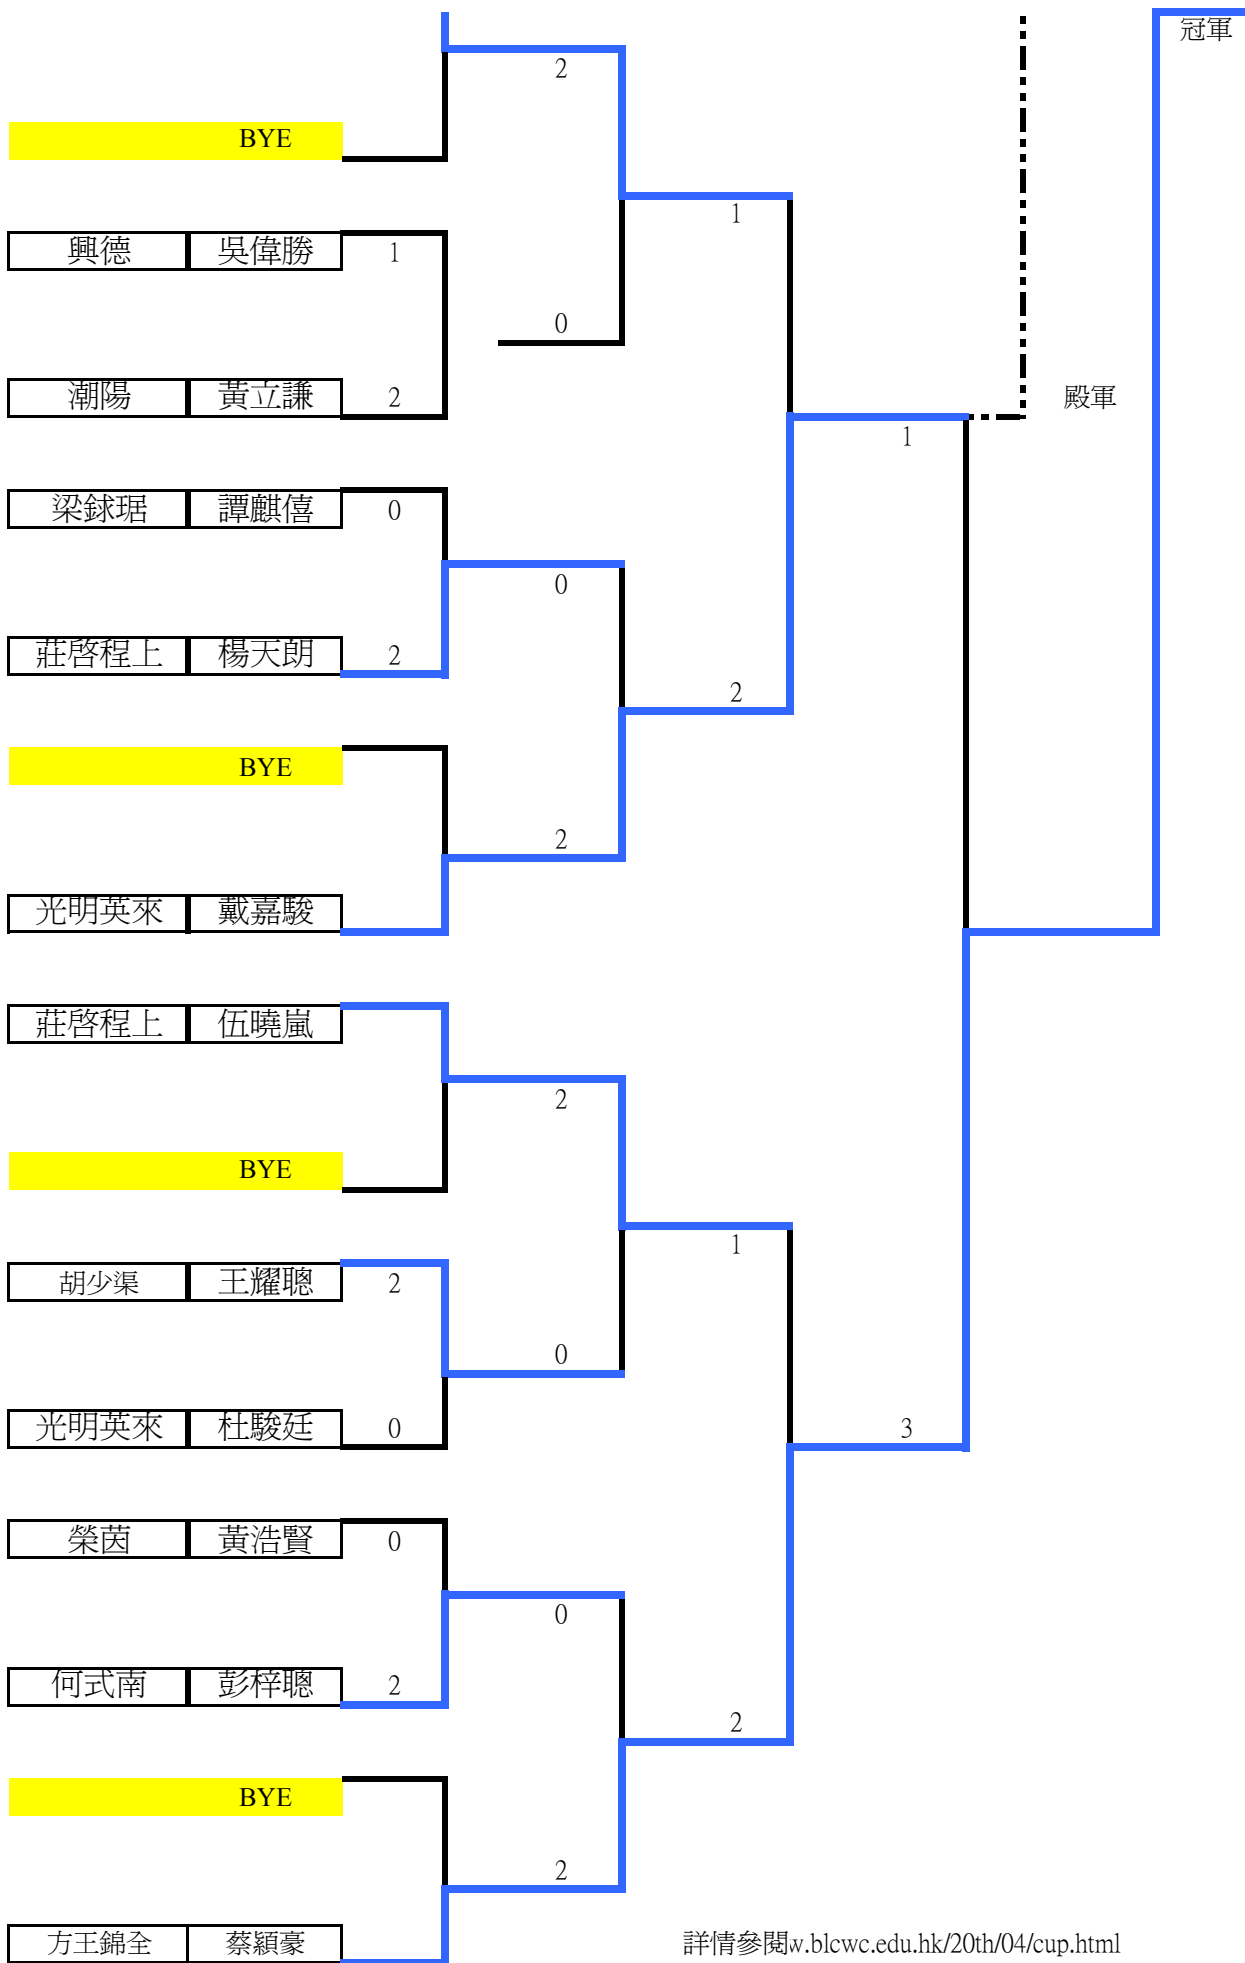 冠軍
2
BYE
1
興德 吳偉勝 1
0
潮陽 黃立謙 2
殿軍
1
梁銶琚 譚麒僖 0
0
莊啓程上 楊天朗 2
2
BYE
2
光明英來 戴嘉駿
莊啓程上 伍曉嵐
2
BYE
1
胡少渠 王耀聰 2
0
光明英來 杜駿廷 0
3
榮茵 黃浩賢 0
0
何式南 彭梓聰 2
2
BYE
2
方王錦全 蔡穎豪
詳情參閱w.blcwc.edu.hk/20th/04/cup.html